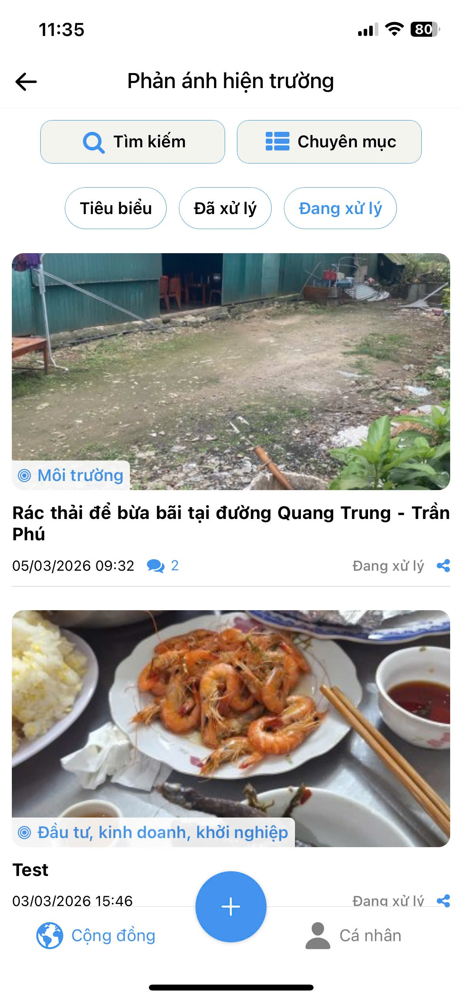 11:35
80
Phản ánh hiện trường
Tìm kiếm
Chuyên mục
Tiêu biểu
Đã xử lý
Đang xử lý
Môi trường
Rác thải để bừa bãi tại đường Quang Trung - Trần
Phú
05/03/2026 09:32
2
Đang xử lý
Đầu tư, kinh doanh, khởi nghiệp
Test
03/03/2026 15:46
Đang xử lý
Cộng đồng
Cá nhân